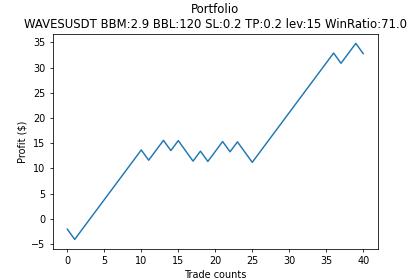 Portfolio
WAVESUSDT BBM:2.9 BBL:120 SL:0.2 TP:0.2 lev:15 WinRatio:71.0
35
30
25
20
15
10
5
0
−5
Profit ($)
0 5 10 15 20 25 30 35 40
Trade counts